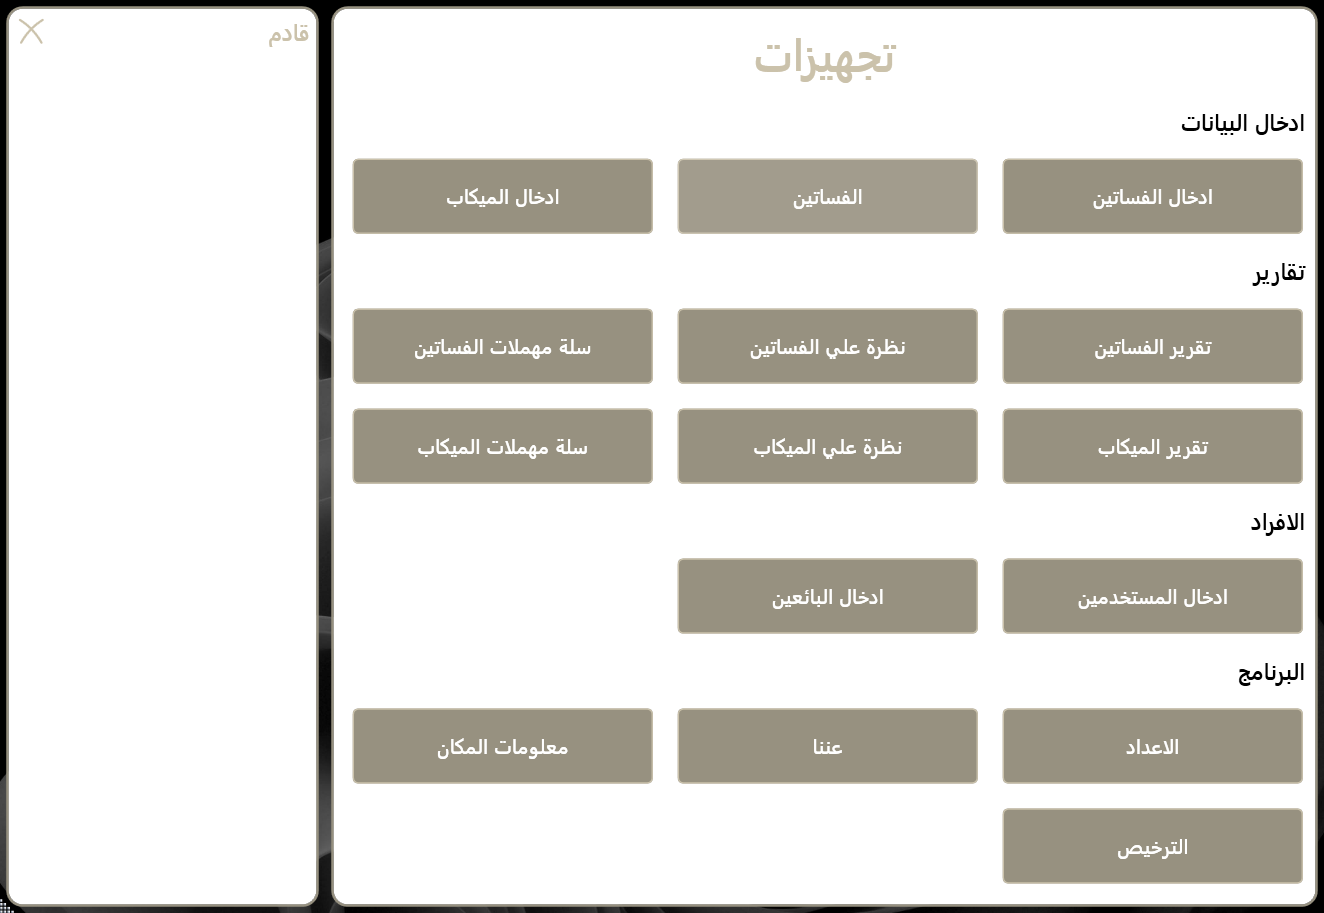 تجهيزات
ادخال البيانات
ادخال الفساتين
الفساتين
ادخال الميكاب
تقارير
تقرير الفساتين
نظرة علي الفساتين
سلة مهملات الفساتين
تقرير الميكاب
نظرة علي الميكاب
سلة مهملات الميكاب
الافراد
ادخال المستخدمين
ادخال البائعين
البرنامج
الاعداد
عننا
معلومات المكان
الترخيص
قادم